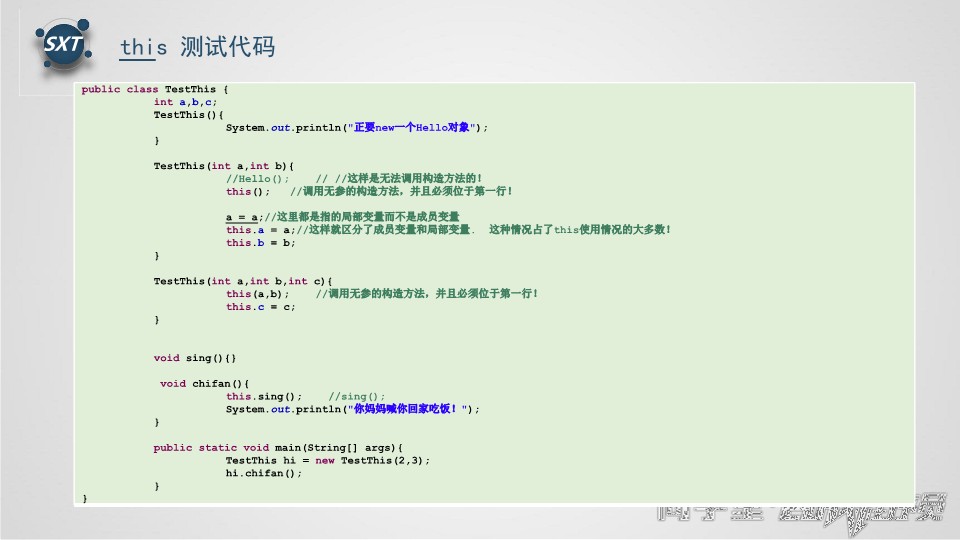 SXT
this 测试代码
public class TestThis {
int a,b,c;
TestThis(){
System.out.println("正要new一个Hello对象");
}
TestThis(int a,int b){
//Hello();    // //这样是无法调用构造方法的!
this();   //调用无参的构造方法，并且必须位于第一行!
a = a;//这里都是指的局部变量而不是成员变量
this.a = a;//这样就区分了成员变量和局部变量.  这种情况占了this使用情况的大多数!
this.b = b;
}
TestThis(int a,int b,int c){
this(a,b);    //调用无参的构造方法，并且必须位于第一行!
this.c = c;
}
void sing(){}
void chifan(){
this.sing();    //sing();
System.out.println("你妈妈喊你回家吃饭! ");
}
public static void main(String[] args){
TestThis hi = new TestThis(2,3);
hi.chifan();
}
}